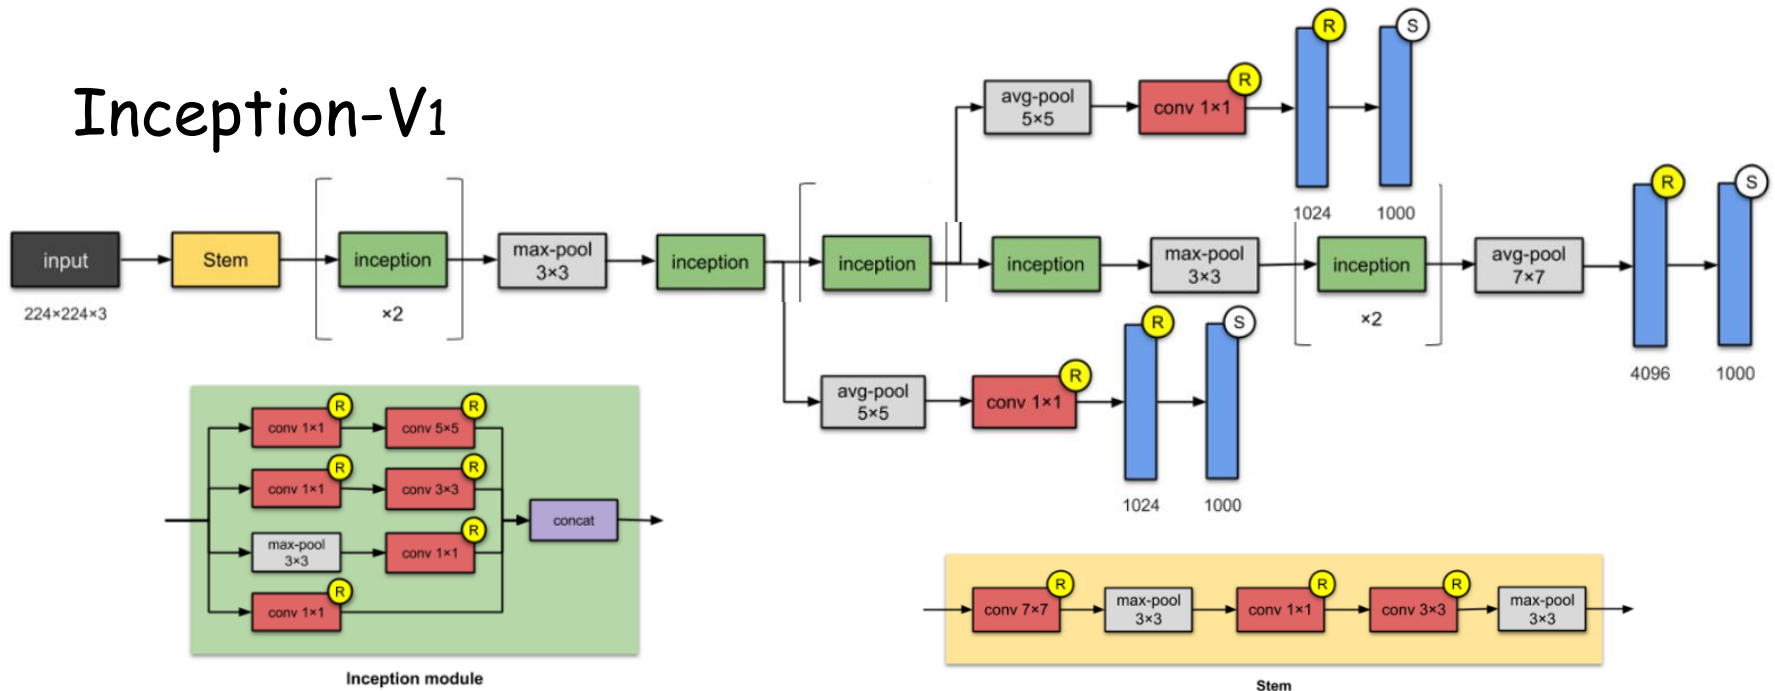 Inception-V1
R
S
avg-pool
5×5
conv 1×1
R
1024
1000
input
224×224×3
Stem
inception
×2
max-pool
3×3
inception
inception
inception
max-pool
3×3
inception
×2
avg-pool
7×7
R
S
4096
1000
avg-pool
5×5
conv 1×1
R
R
S
1024
1000
conv 1×1
R
conv 5×5
R
conv 1×1
R
conv 3×3
R
max-pool
3×3
conv 1×1
R
conv 1×1
R
concat
Inception module
conv 7×7
R
max-pool
3×3
conv 1×1
R
conv 3×3
R
max-pool
3×3
Stem